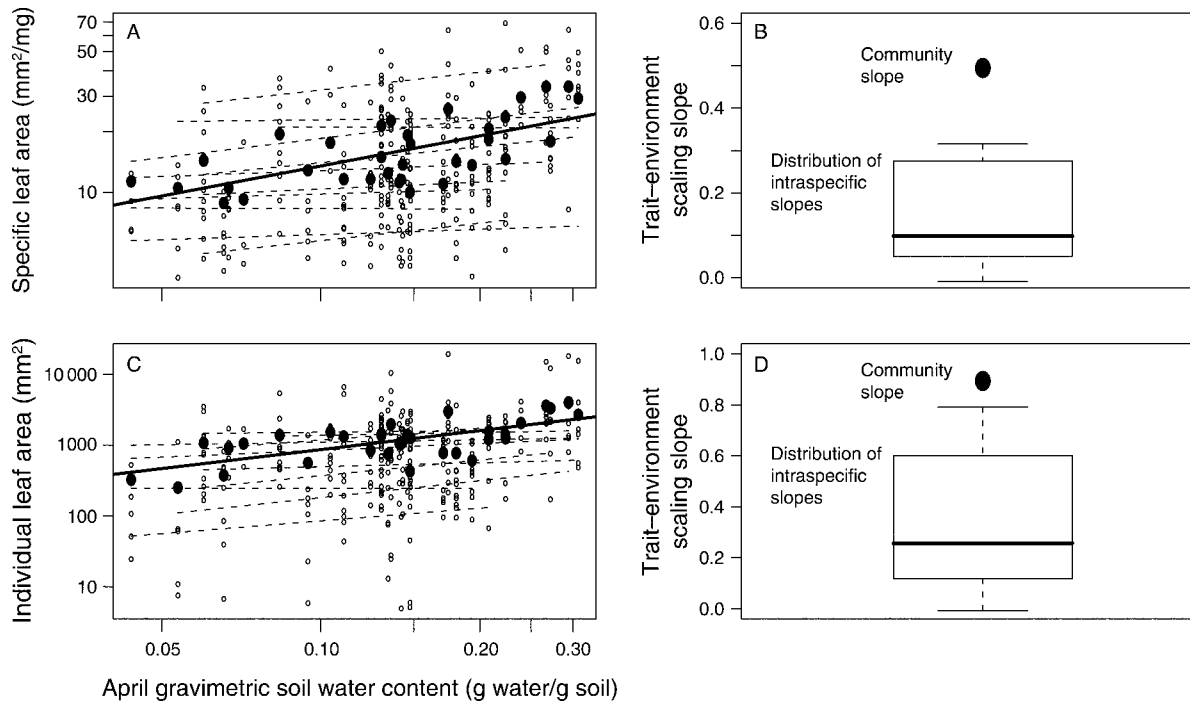 A
Specific leaf area (mm²/mg)
70
50
30
10
B
Trait–environment
scaling slope
0.6
0.4
0.2
0.0
Community
slope
Distribution of
intraspecific
slopes
C
Individual leaf area (mm²)
10 000
1000
100
10
0.05
0.10
0.20
0.30
April gravimetric soil water content (g water/g soil)
D
Trait–environment
scaling slope
1.0
0.8
0.6
0.4
0.2
0.0
Community
slope
Distribution of
intraspecific
slopes